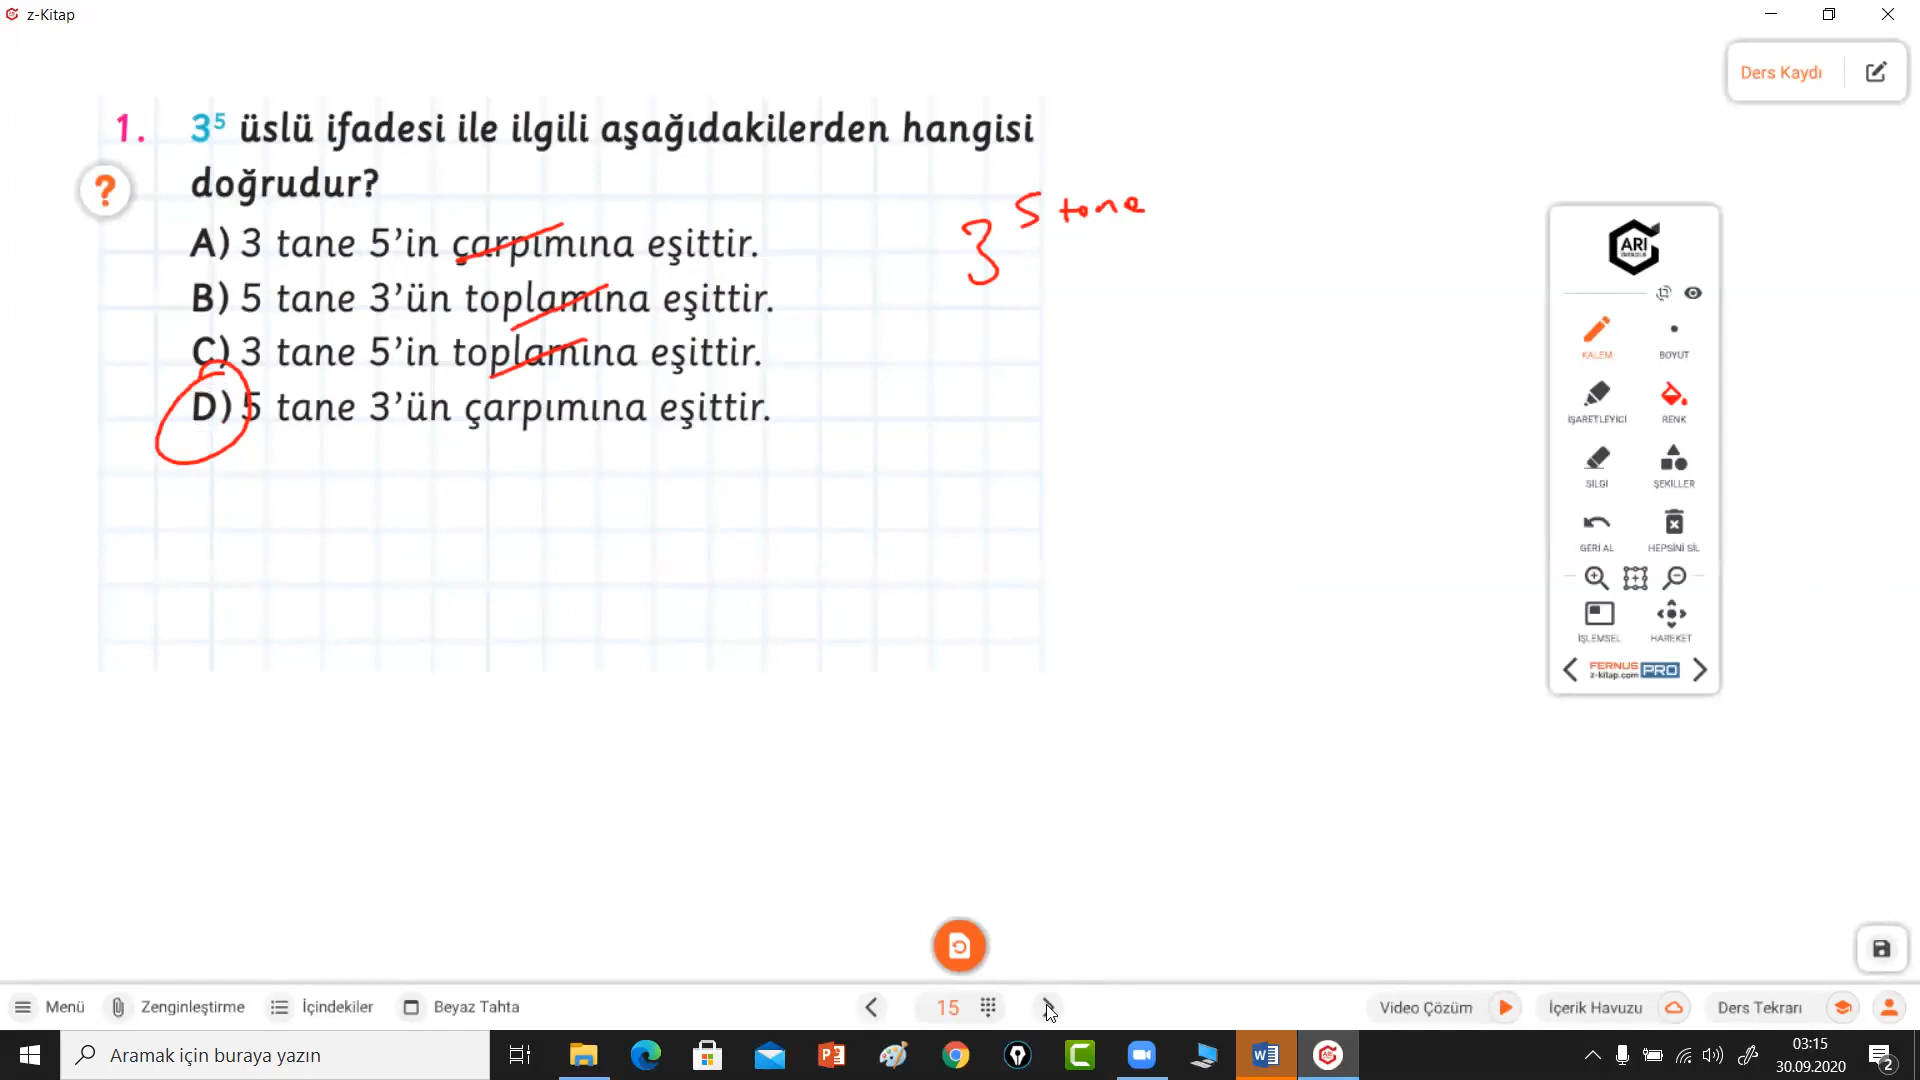 z-Kitap
Ders Kaydı
1. 3⁵ üslü ifadesi ile ilgili aşağıdakilerden hangisi
doğrudur?
?
A) 3 tane 5’in çarpımına eşittir.
B) 5 tane 3’ün toplamına eşittir.
C) 3 tane 5’in toplamına eşittir.
D) 5 tane 3’ün çarpımına eşittir.
3 5 tane
ARI
KALEM
BOYUT
İŞARETLEYİCİ
RENK
SİLGİ
ŞEKİLLER
GERİ AL
HEPSİNİ SİL
İŞLEMSEL
HAREKET
FERNUS PRO
z-kitap.com
Menü
Zenginleştirme
İçindekiler
Beyaz Tahta
15
Video Çözüm
İçerik Havuzu
Ders Tekrarı
Aramak için buraya yazın
03:15
30.09.2020
2